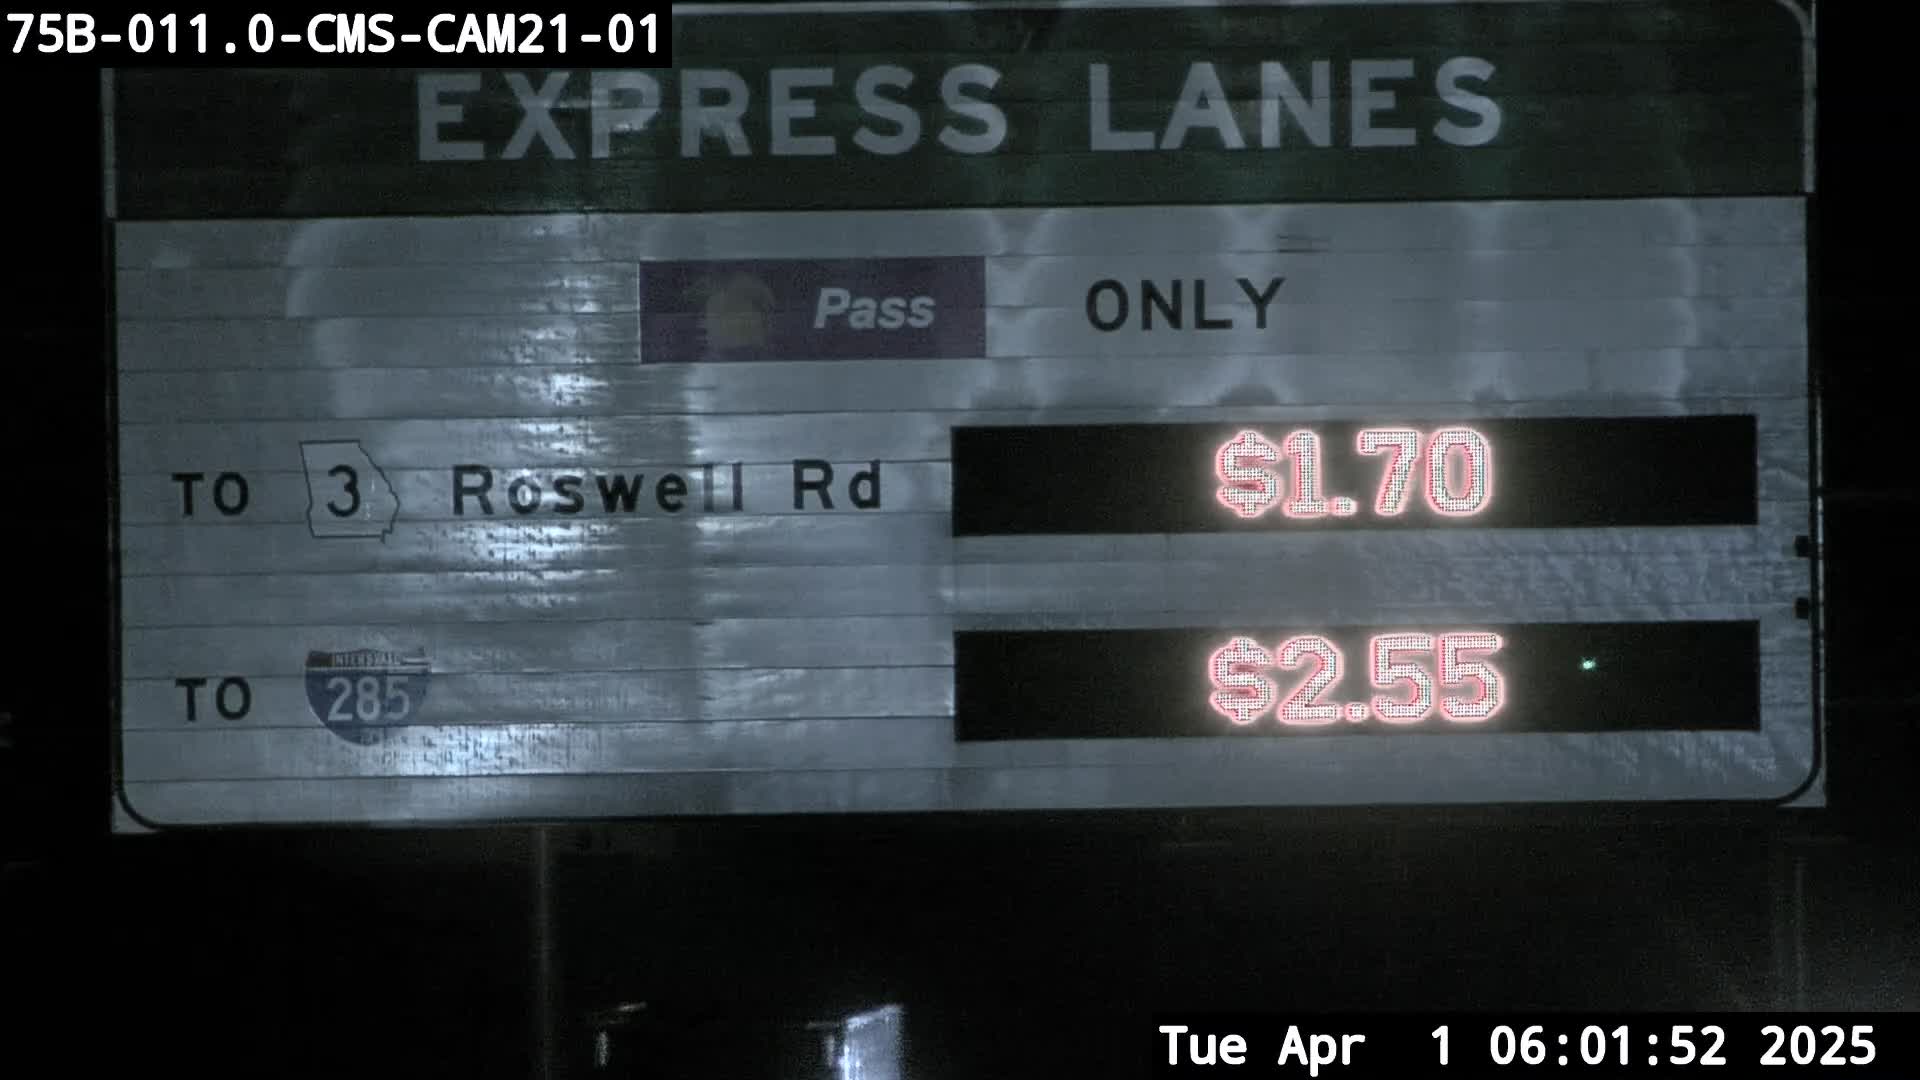 75B-011.0-CMS-CAM21-01
EXPRESS LANES
Pass ONLY
TO 3 Roswell Rd $1.70
INTERSTATE
TO 285 $2.55
Tue Apr 1 06:01:52 2025